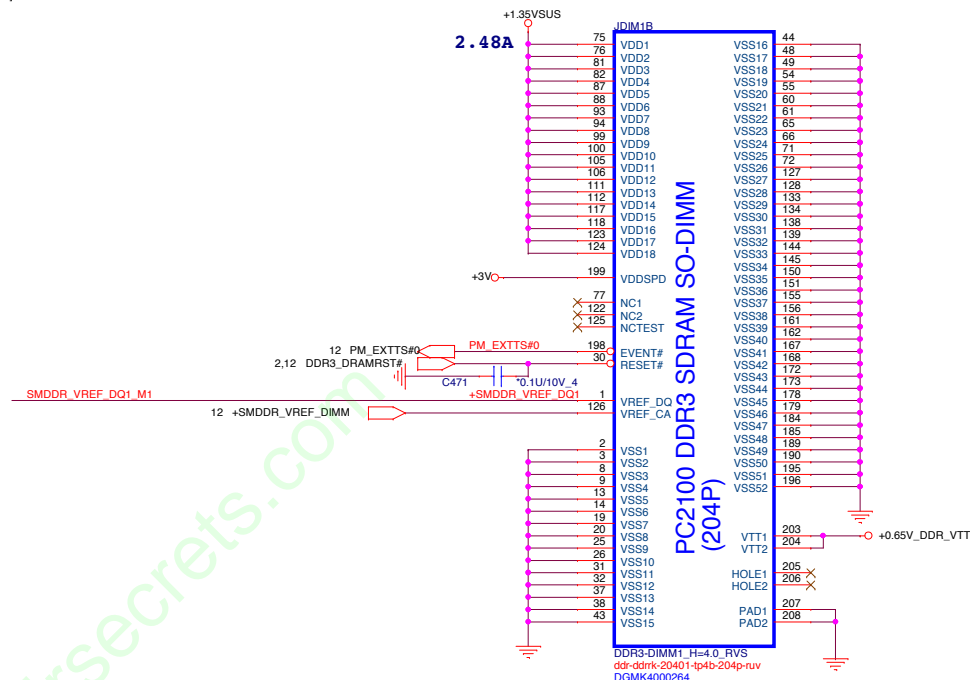 +1.35VSUS
2.48A
JDIM1B
75 VDD1 VSS16 44
76 VDD2 VSS17 48
81 VDD3 VSS18 49
82 VDD4 VSS19 54
87 VDD5 VSS20 55
88 VDD6 VSS21 60
93 VDD7 VSS22 61
94 VDD8 VSS23 65
99 VDD9 VSS24 66
100 VDD10 VSS25 71
105 VDD11 VSS26 72
106 VDD12 VSS27 127
111 VDD13 VSS28 128
112 VDD14 VSS29 133
117 VDD15 VSS30 134
118 VDD16 VSS31 138
123 VDD17 VSS32 139
124 VDD18 VSS33 144
VSS34 145
+3V 199 VDDSPD VSS35 150
VSS36 151
77 NC1 VSS37 155
122 NC2 VSS38 156
125 NCTEST VSS39 161
VSS40 162
12 PM_EXTTS#0 PM_EXTTS#0 198 EVENT# VSS41 167
2,12 DDR3_DRAMRST# 30 RESET# VSS42 168
VSS43 172
C471 *0.1U/10V_4 VSS44 173
SMDDR_VREF_DQ1_M1 +SMDDR_VREF_DQ1 1 VREF_DQ VSS45 178
12 +SMDDR_VREF_DIMM 126 VREF_CA VSS46 179
VSS47 184
VSS48 185
2 VSS1 VSS49 189
3 VSS2 VSS50 190
8 VSS3 VSS51 195
9 VSS4 VSS52 196
13 VSS5
14 VSS6
19 VSS7
20 VSS8 VTT1 203 +0.65V_DDR_VTT
25 VSS9 VTT2 204
26 VSS10
31 VSS11 HOLE1 205
32 VSS12 HOLE2 206
37 VSS13
38 VSS14 PAD1 207
43 VSS15 PAD2 208
PC2100 DDR3 SDRAM SO-DIMM
(204P)
DDR3-DIMM1_H=4.0_RVS
ddr-ddrrk-20401-tp4b-204p-ruv
DGMK4000264
rsecrets.com